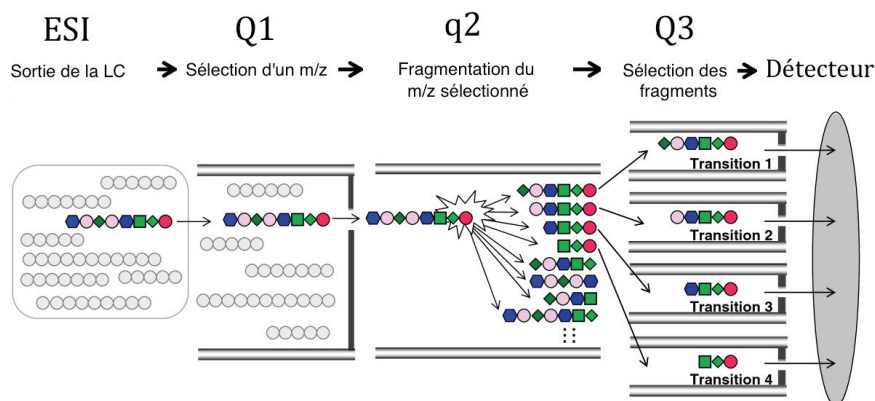 ESI
Q1
q2
Q3
Sortie de la LC
Sélection d'un m/z
Fragmentation du
m/z sélectionné
Sélection des
fragments
Détecteur
Transition 1
Transition 2
Transition 3
Transition 4